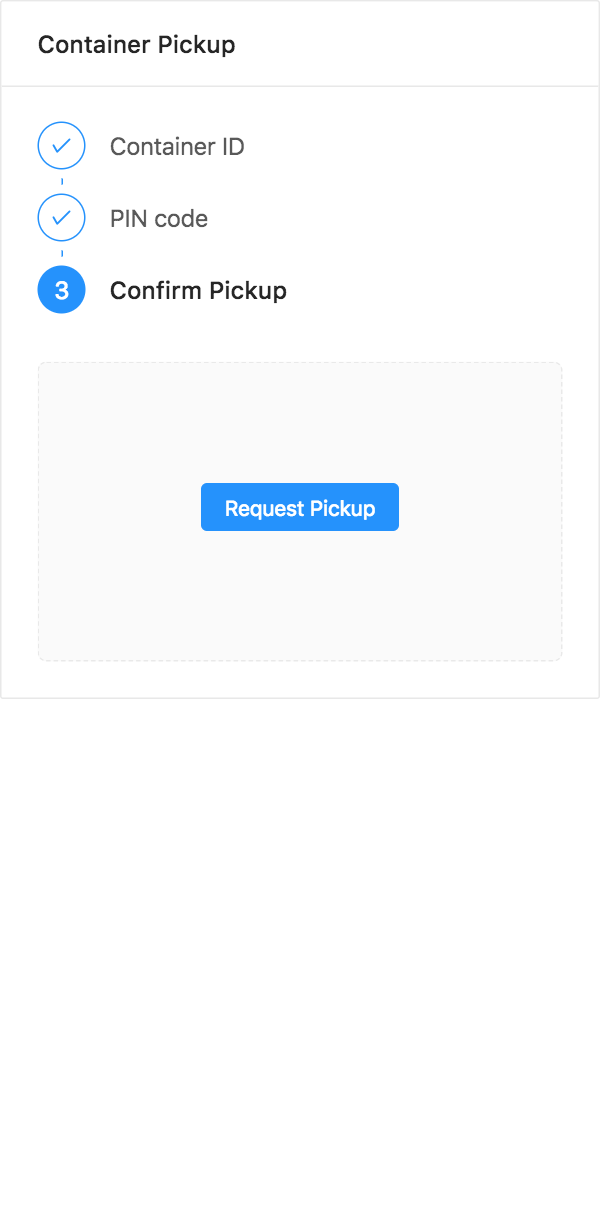 Container Pickup
Container ID
PIN code
3 Confirm Pickup
Request Pickup